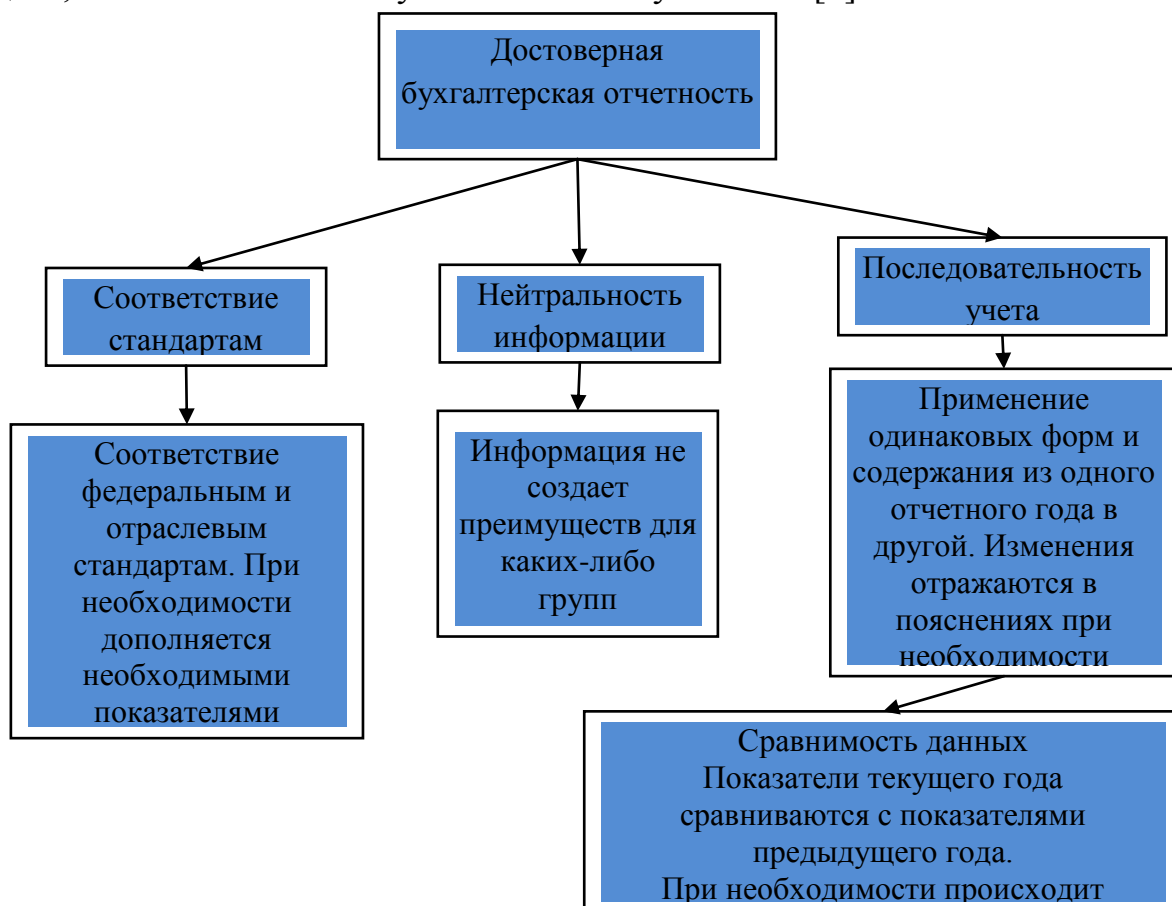 Достоверная
бухгалтерская отчетность
Соответствие
стандартам
Нейтральность
информации
Последовательность
учета
Соответствие
федеральным и
отраслевым
стандартам. При
необходимости
дополняется
необходимыми
показателями
Информация не
создает
преимуществ для
каких-либо
групп
Применение
одинаковых форм и
содержания из одного
отчетного года в
другой. Изменения
отражаются в
пояснениях при
необходимости
Сравнимость данных
Показатели текущего года
сравниваются с показателями
предыдущего года.
При необходимости происходит